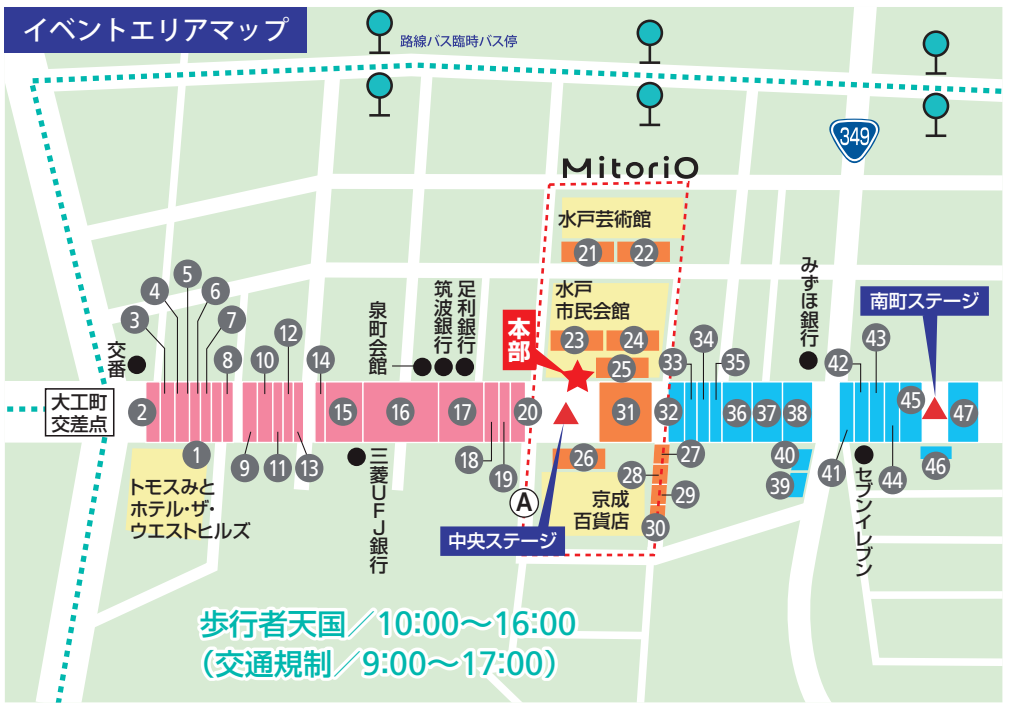 イベントエリアマップ
路線バス臨時バス停
349
MitoriO
水戸芸術館
21
22
水戸
市民会館
23
24
25
本部
みずほ銀行
南町ステージ
足利銀行
筑波銀行
泉町会館
交番
大工町
交差点
1
2
3
4
5
6
7
8
9
10
11
12
13
14
15
16
17
18
19
20
31
32
33
34
35
36
37
38
42
43
45
47
26
27
28
29
30
40
39
41
44
46
A
トモスみと
ホテル・ザ・
ウエストヒルズ
三菱UFJ銀行
中央ステージ
京成
百貨店
セブンイレブン
歩行者天国／10:00～16:00
（交通規制／9:00～17:00）